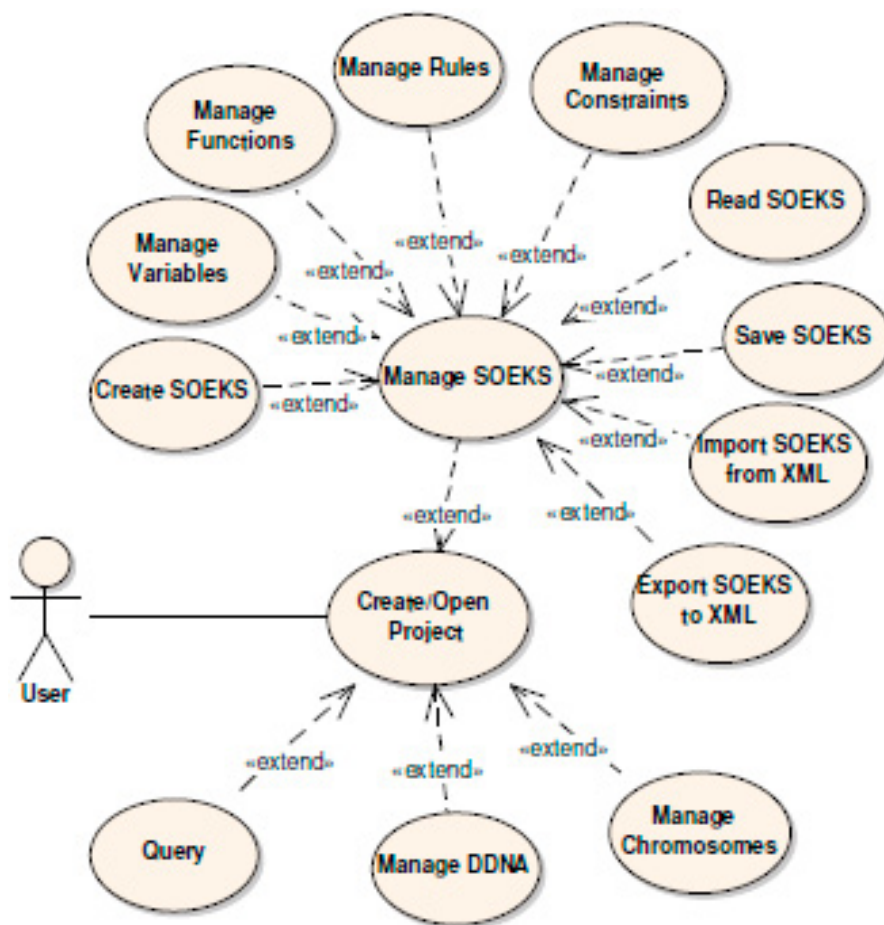 Manage Rules
Manage
Constraints
Manage
Functions
Read SOEKS
«extend»
«extend»
Manage
Variables
«extend»
«extend»
«extend»
«extend»
Save SOEKS
Manage SOEKS
«extend»
Create SOEKS
«extend»
«extend»
Import SOEKS
from XML
«extend»
«extend»
Create/Open
Project
Export SOEKS
to XML
User
«extend»
«extend»
«extend»
Manage
Chromosomes
Query
Manage DDNA